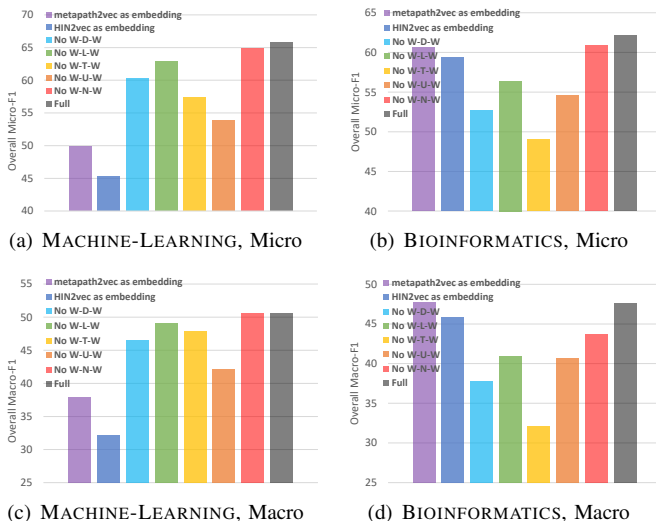 metapath2vec as embedding
HIN2vec as embedding
No W-D-W
No W-L-W
No W-T-W
No W-U-W
No W-N-W
Full
Overall Micro-F1
70
65
60
55
50
45
40
(a) MACHINE-LEARNING, Micro
metapath2vec as embedding
HIN2vec as embedding
No W-D-W
No W-L-W
No W-T-W
No W-U-W
No W-N-W
Full
Overall Micro-F1
65
60
55
50
45
40
(b) BIOINFORMATICS, Micro
metapath2vec as embedding
HIN2vec as embedding
No W-D-W
No W-L-W
No W-T-W
No W-U-W
No W-N-W
Full
Overall Macro-F1
55
50
45
40
35
30
25
(c) MACHINE-LEARNING, Macro
metapath2vec as embedding
HIN2vec as embedding
No W-D-W
No W-L-W
No W-T-W
No W-U-W
No W-N-W
Full
Overall Macro-F1
50
45
40
35
30
25
(d) BIOINFORMATICS, Macro